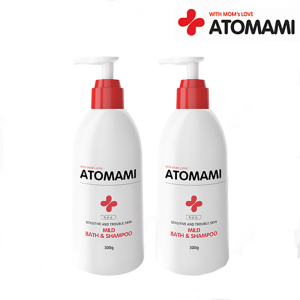 WITH MOM's LOVE
ATOMAMI
ATOMAMI
SENSITIVE AND TROUBLE SKIN
MILD
BATH & SHAMPOO
300g
ATOMAMI
SENSITIVE AND TROUBLE SKIN
MILD
BATH & SHAMPOO
300g